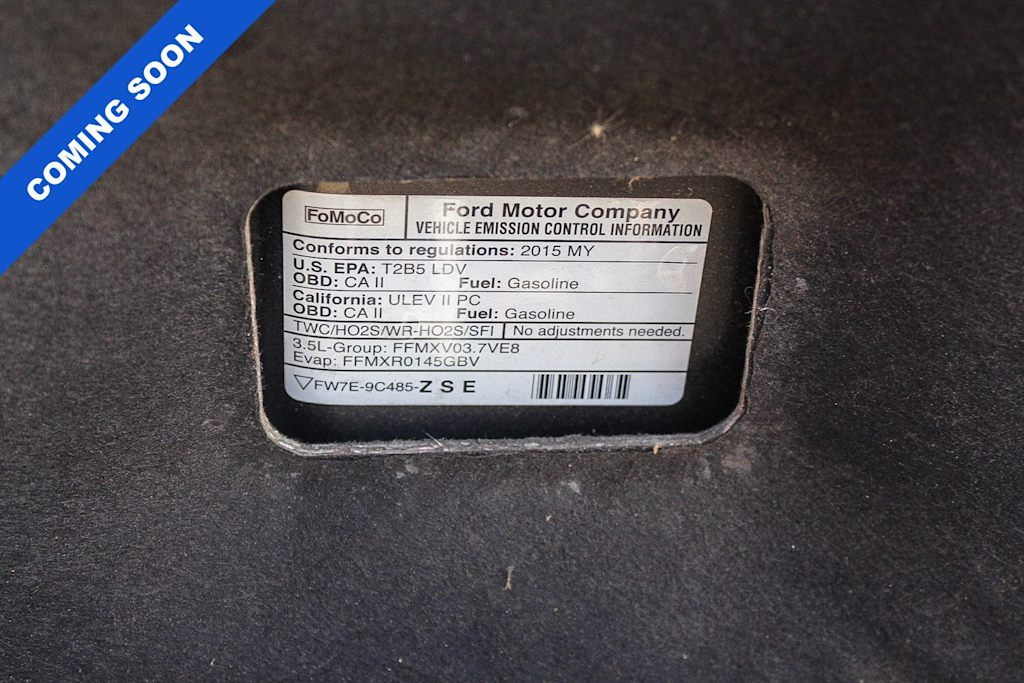 COMING SOON
FoMoCo
Ford Motor Company
VEHICLE EMISSION CONTROL INFORMATION
Conforms to regulations: 2015 MY
U.S. EPA: T2B5 LDV
OBD: CA II Fuel: Gasoline
California: ULEV II PC
OBD: CA II Fuel: Gasoline
TWC/HO2S/WR-HO2S/SFI No adjustments needed.
3.5L-Group: FFMXV03.7VE8
Evap: FFMXR0145GBV
FW7E-9C485-Z S E